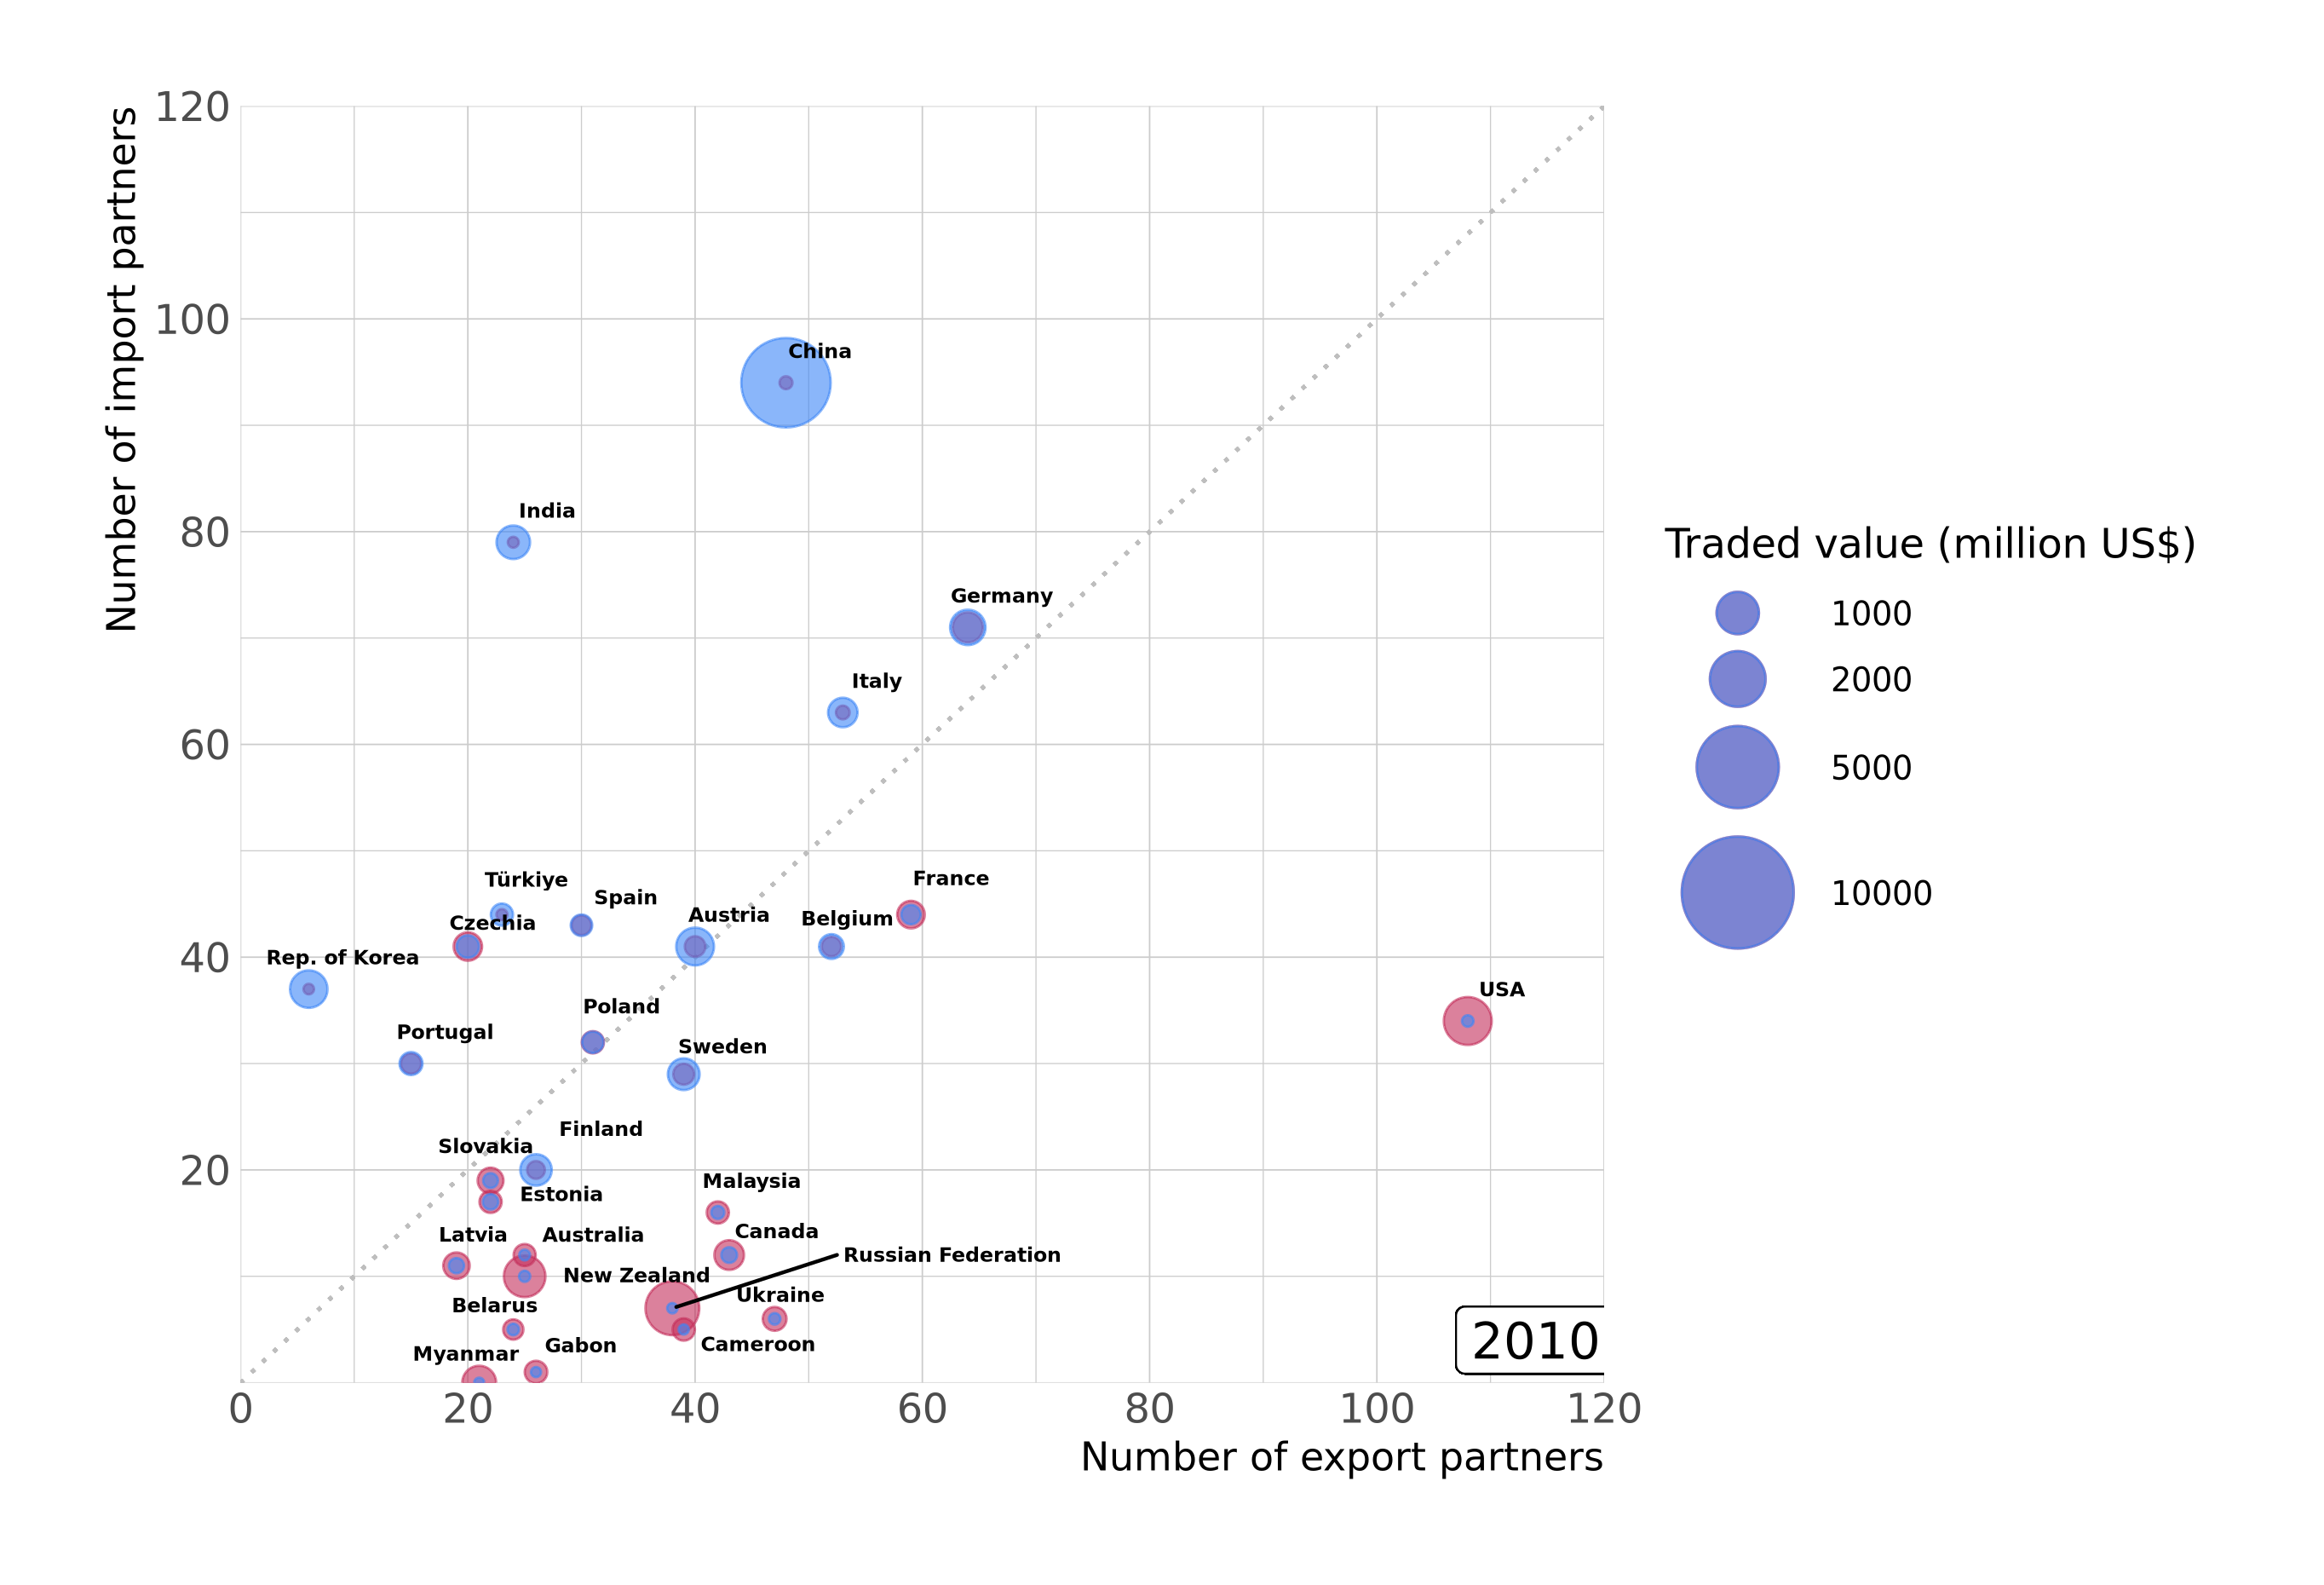 Number of import partners
120
100
80
60
40
20
China
India
Germany
Italy
Türkiye
Spain
France
Czechia
Austria
Belgium
Rep. of Korea
USA
Poland
Portugal
Sweden
Finland
Slovakia
Malaysia
Estonia
Latvia
Australia
Canada
Russian Federation
New Zealand
Ukraine
Belarus
Gabon
Cameroon
Myanmar
2010
0
20
40
60
80
100
120
Number of export partners
Traded value (million US$)
1000
2000
5000
10000